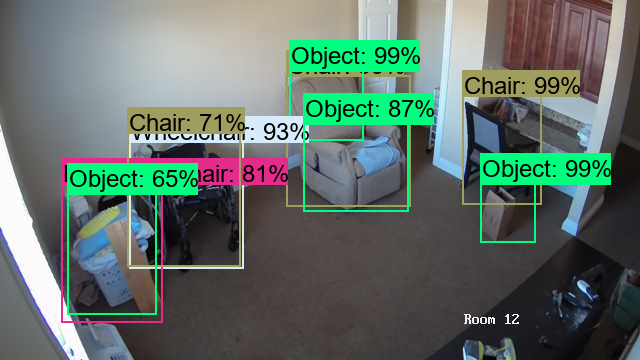 Object: 99%
Object: 87%
Chair: 99%
Chair: 71%
Wheelchair: 93%
Object: 65%
hair: 81%
Object: 99%
Room 12